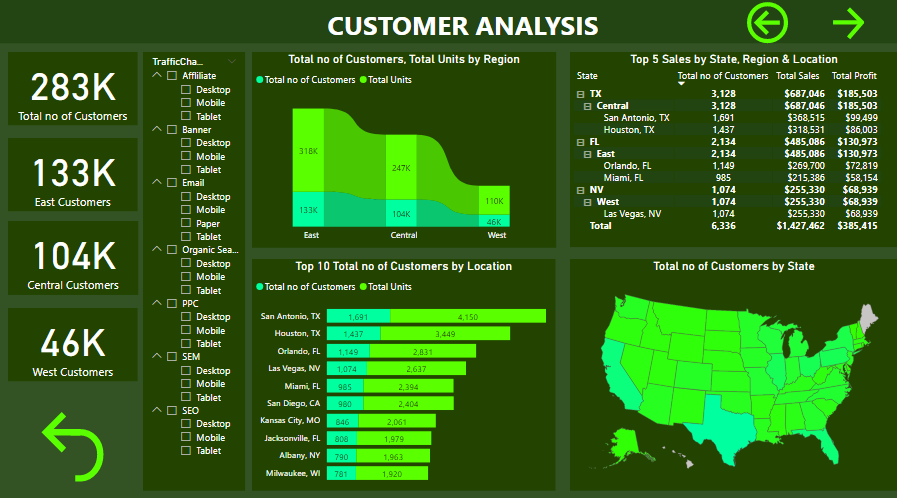 CUSTOMER ANALYSIS
283K
Total no of Customers
133K
East Customers
104K
Central Customers
46K
West Customers
TrafficCha...
Affliliate
Desktop
Mobile
Tablet
Banner
Desktop
Mobile
Tablet
Email
Desktop
Mobile
Paper
Tablet
Organic Sea...
Desktop
Mobile
Tablet
PPC
Desktop
Mobile
Tablet
SEM
Desktop
Mobile
Tablet
SEO
Desktop
Mobile
Tablet
Total no of Customers, Total Units by Region
Total no of Customers Total Units
318K
133K
247K
104K
110K
46K
East Central West
Top 5 Sales by State, Region & Location
State Total no of Customers Total Sales Total Profit
TX 3,128 $687,046 $185,503
Central 3,128 $687,046 $185,503
San Antonio, TX 1,691 $368,515 $99,499
Houston, TX 1,437 $318,531 $86,003
FL 2,134 $485,086 $130,973
East 2,134 $485,086 $130,973
Orlando, FL 1,149 $269,700 $72,819
Miami, FL 985 $215,386 $58,154
NV 1,074 $255,330 $68,939
West 1,074 $255,330 $68,939
Las Vegas, NV 1,074 $255,330 $68,939
Total 6,336 $1,427,462 $385,415
Top 10 Total no of Customers by Location
Total no of Customers Total Units
San Antonio, TX 1,691 4,150
Houston, TX 1,437 3,449
Orlando, FL 1,149 2,831
Las Vegas, NV 1,074 2,637
Miami, FL 985 2,394
San Diego, CA 980 2,404
Kansas City, MO 846 2,061
Jacksonville, FL 808 1,979
Albany, NY 790 1,963
Milwaukee, WI 781 1,920
Total no of Customers by State